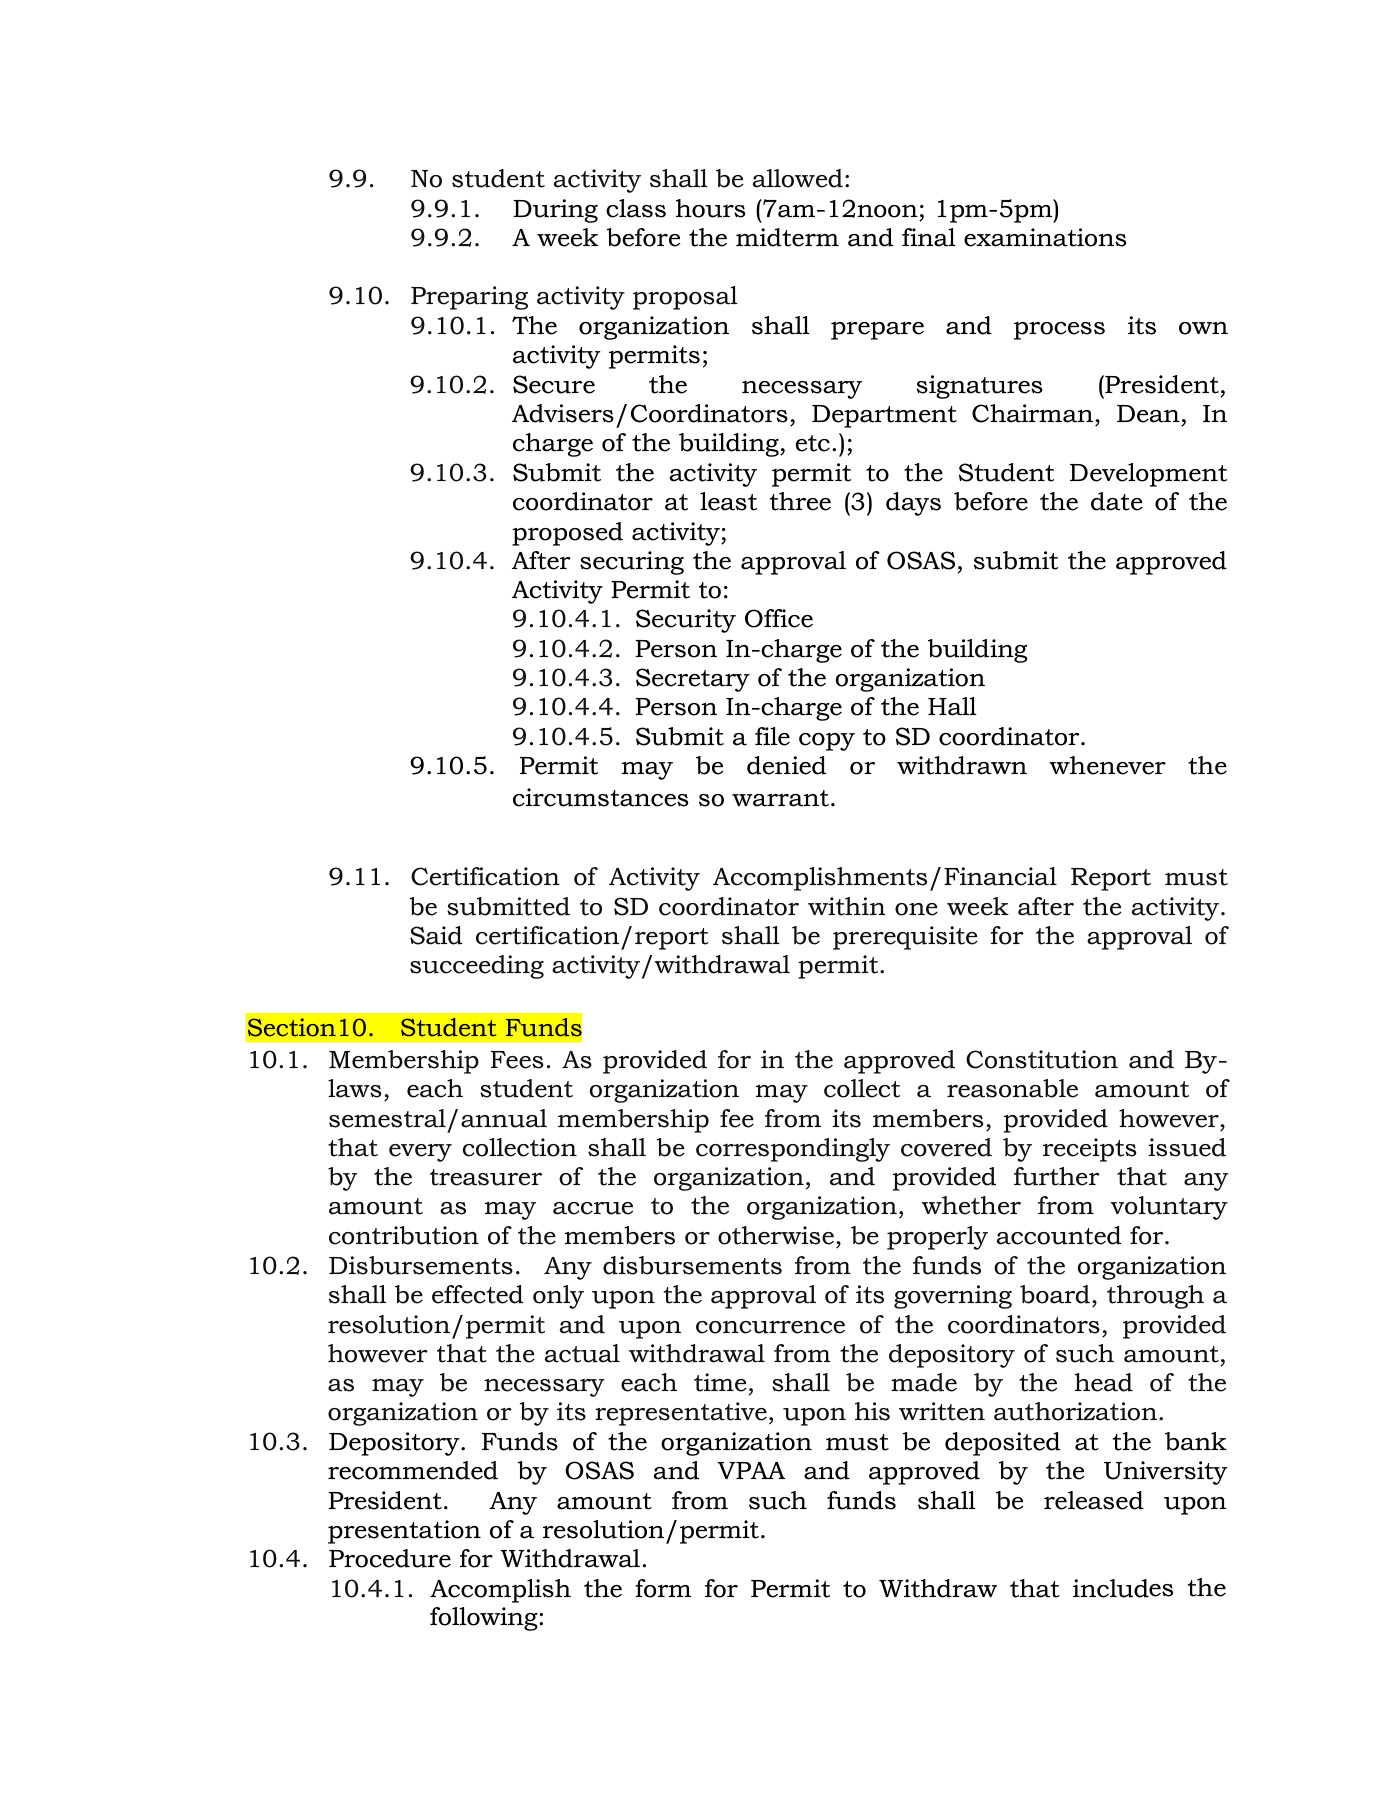 9.9. No student activity shall be allowed:
9.9.1. During class hours (7am-12noon; 1pm-5pm)
9.9.2. A week before the midterm and final examinations
9.10. Preparing activity proposal
9.10.1. The organization shall prepare and process its own
activity permits;
9.10.2. Secure the necessary signatures (President,
Advisers/Coordinators, Department Chairman, Dean, In
charge of the building, etc.);
9.10.3. Submit the activity permit to the Student Development
coordinator at least three (3) days before the date of the
proposed activity;
9.10.4. After securing the approval of OSAS, submit the approved
Activity Permit to:
9.10.4.1. Security Office
9.10.4.2. Person In-charge of the building
9.10.4.3. Secretary of the organization
9.10.4.4. Person In-charge of the Hall
9.10.4.5. Submit a file copy to SD coordinator.
9.10.5. Permit may be denied or withdrawn whenever the
circumstances so warrant.
9.11. Certification of Activity Accomplishments/Financial Report must
be submitted to SD coordinator within one week after the activity.
Said certification/report shall be prerequisite for the approval of
succeeding activity/withdrawal permit.
Section10. Student Funds
10.1. Membership Fees. As provided for in the approved Constitution and By-
laws, each student organization may collect a reasonable amount of
semestral/annual membership fee from its members, provided however,
that every collection shall be correspondingly covered by receipts issued
by the treasurer of the organization, and provided further that any
amount as may accrue to the organization, whether from voluntary
contribution of the members or otherwise, be properly accounted for.
10.2. Disbursements. Any disbursements from the funds of the organization
shall be effected only upon the approval of its governing board, through a
resolution/permit and upon concurrence of the coordinators, provided
however that the actual withdrawal from the depository of such amount,
as may be necessary each time, shall be made by the head of the
organization or by its representative, upon his written authorization.
10.3. Depository. Funds of the organization must be deposited at the bank
recommended by OSAS and VPAA and approved by the University
President. Any amount from such funds shall be released upon
presentation of a resolution/permit.
10.4. Procedure for Withdrawal.
10.4.1. Accomplish the form for Permit to Withdraw that includes the
following: